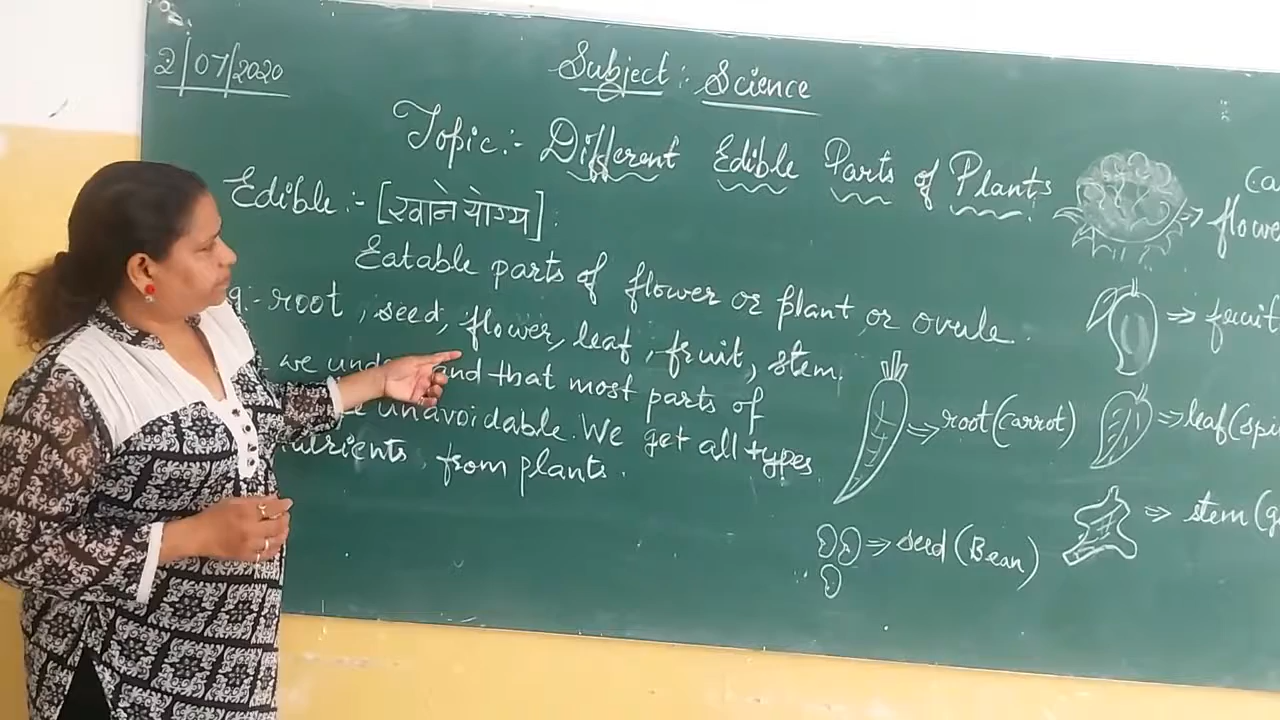 2/07/2020
Subject: Science
Topic:- Different Edible Parts of Plants
Edible:- [खाने योग्य]
Eatable parts of flower or plant or ovule.
g:- root, seed, flower, leaf, fruit, stem.
we und and that most parts of
unavoidable. We get all types
from plants.
flowe
⇒ fruit
⇒ root (carrot)
⇒ leaf (spi
⇒ stem (g
⇒ seed (Bean)